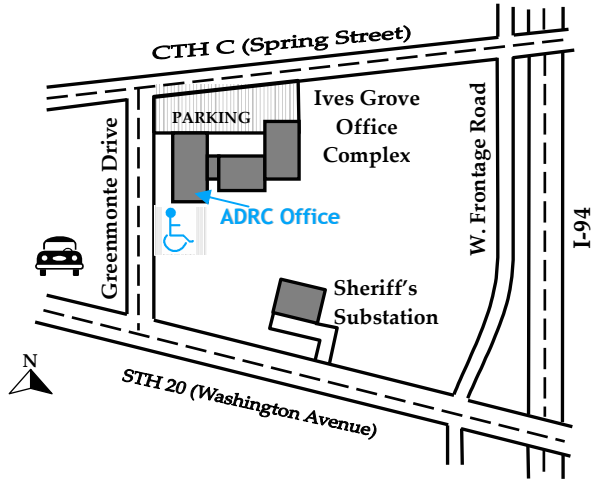 CTH C (Spring Street)
PARKING
Ives Grove
Office
Complex
Greenmonte Drive
W. Frontage Road
I-94
ADRC Office
Sheriff's
Substation
N
STH 20 (Washington Avenue)